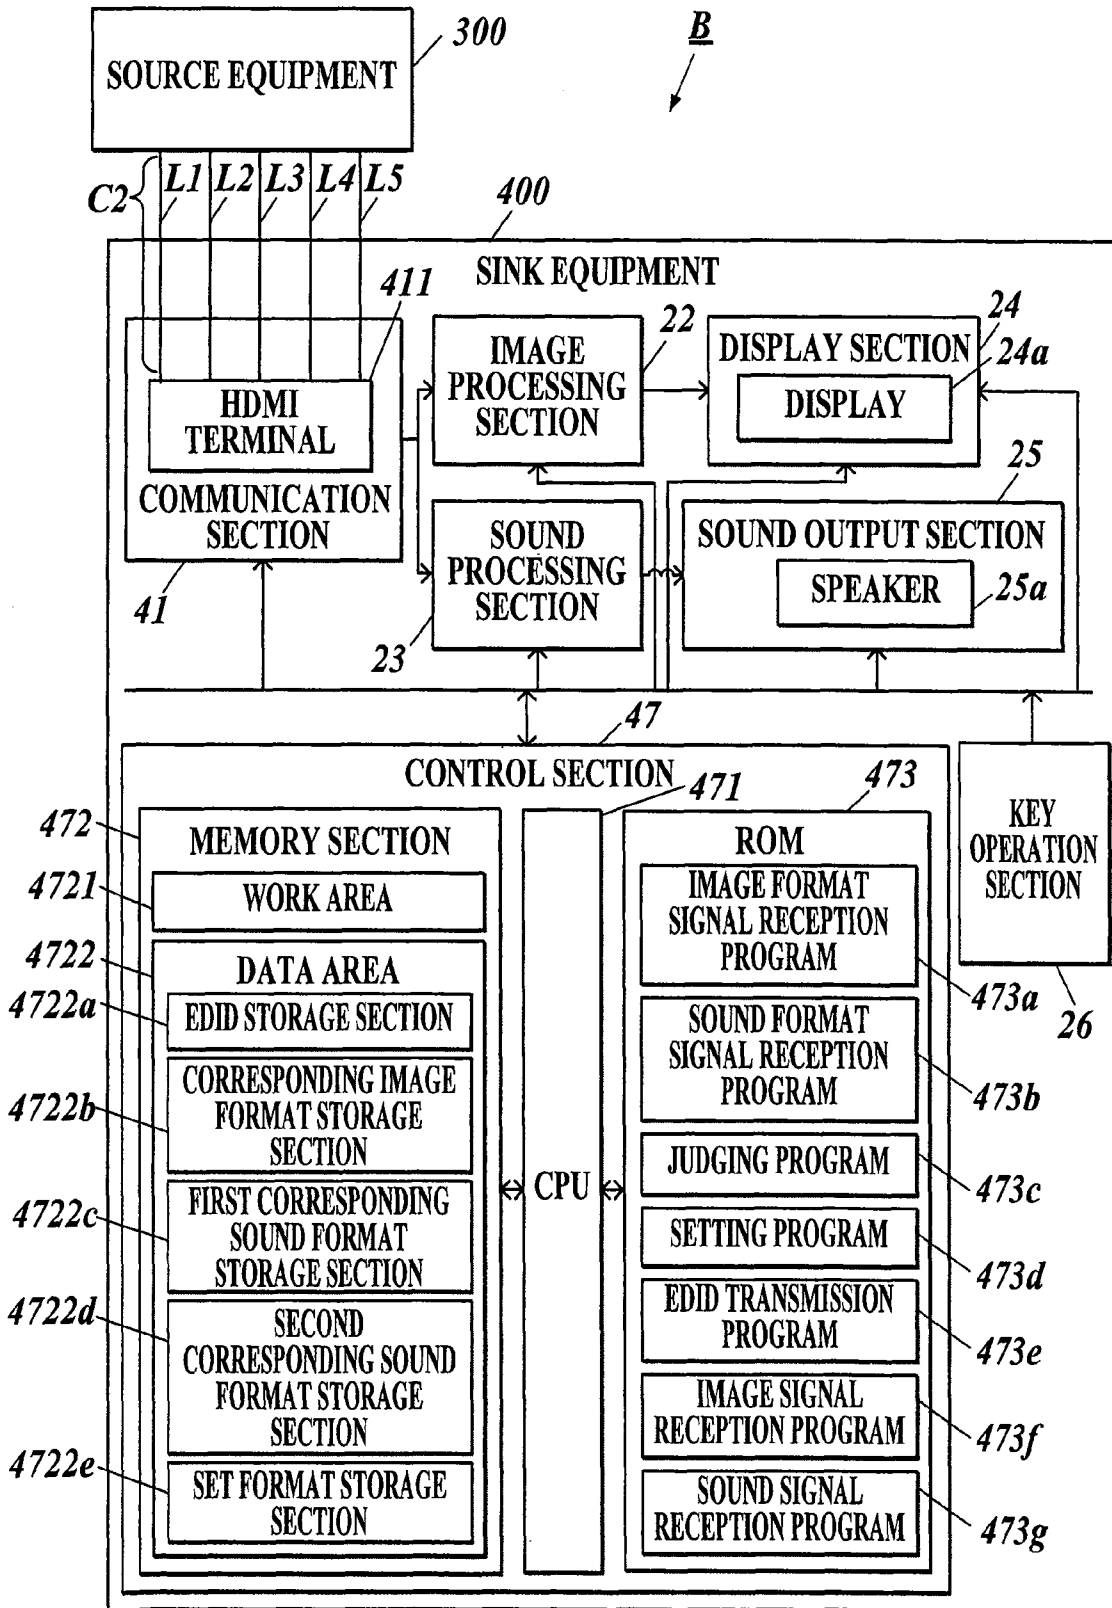 300
B
SOURCE EQUIPMENT
C2
L1
L2
L3
L4
L5
400
SINK EQUIPMENT
411
HDMI
TERMINAL
COMMUNICATION
SECTION
41
22
IMAGE
PROCESSING
SECTION
24
DISPLAY SECTION
24a
DISPLAY
SOUND
PROCESSING
SECTION
23
25
SOUND OUTPUT SECTION
SPEAKER
25a
47
CONTROL SECTION
472
MEMORY SECTION
4721
WORK AREA
4722
DATA AREA
4722a
EDID STORAGE SECTION
4722b
CORRESPONDING IMAGE
FORMAT STORAGE
SECTION
4722c
FIRST CORRESPONDING
SOUND FORMAT
STORAGE SECTION
4722d
SECOND
CORRESPONDING SOUND
FORMAT STORAGE
SECTION
4722e
SET FORMAT STORAGE
SECTION
471
CPU
473
ROM
IMAGE FORMAT
SIGNAL RECEPTION
PROGRAM
473a
SOUND FORMAT
SIGNAL RECEPTION
PROGRAM
473b
JUDGING PROGRAM
473c
SETTING PROGRAM
473d
EDID TRANSMISSION
PROGRAM
473e
IMAGE SIGNAL
RECEPTION PROGRAM
473f
SOUND SIGNAL
RECEPTION PROGRAM
473g
KEY
OPERATION
SECTION
26